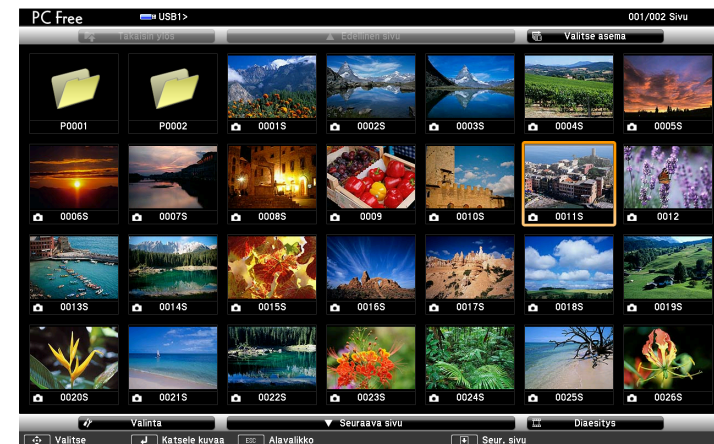 PC Free USB1> 001/002 Sivu
Takaisin ylös ▲ Edellinen sivu Valitse asema
P0001 P0002 0001S 0002S 0003S 0004S 0005S
0006S 0007S 0008S 0009 0010S 0011S 0012
0013S 0014S 0015S 0016S 0017S 0018S 0019S
0020S 0021S 0022S 0023S 0024S 0025S 0026S
Valinta ▼ Seuraava sivu Diaesitys
Valitse Katsele kuvaa ESC Alavalikko Seur. sivu